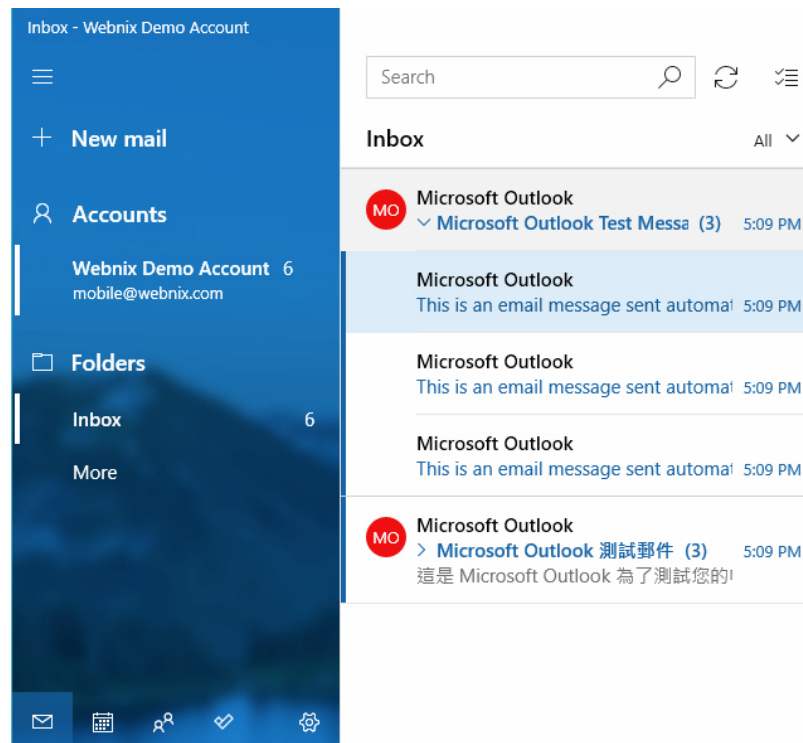 Inbox - Webnix Demo Account
New mail
Accounts
Webnix Demo Account 6
mobile@webnix.com
Folders
Inbox 6
More
Search
Inbox All
MO Microsoft Outlook
Microsoft Outlook Test Messa (3) 5:09 PM
Microsoft Outlook
This is an email message sent automat 5:09 PM
Microsoft Outlook
This is an email message sent automat 5:09 PM
Microsoft Outlook
This is an email message sent automat 5:09 PM
MO Microsoft Outlook
Microsoft Outlook 測試郵件 (3) 5:09 PM
這是 Microsoft Outlook 為了測試您的